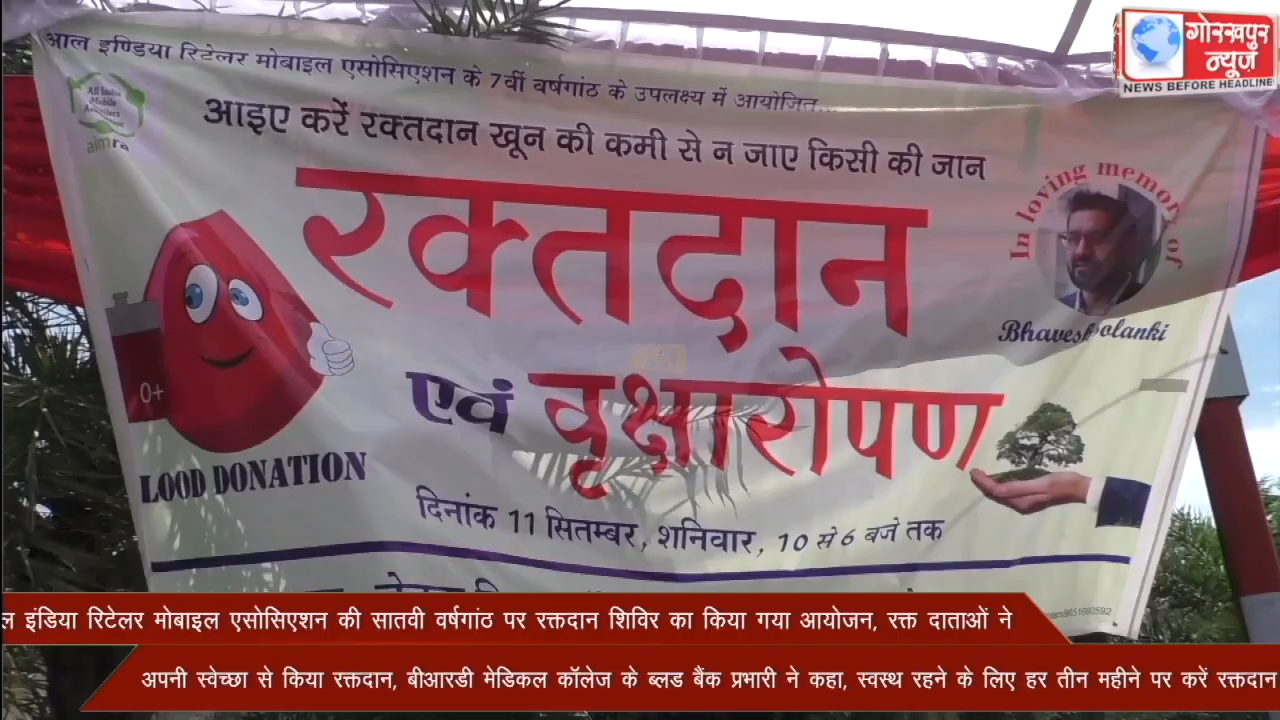 आल इण्डिया रिटेलर मोबाइल एसोसिएशन के 7वीं वर्षगांठ के उपलक्ष्य में आयोजित...
गोरखपुर
न्यूज
NEWS BEFORE HEADLINE
All India
Mobile
aimra
आइए करें रक्तदान खून की कमी से न जाए किसी की जान
In loving memory of
रक्तदान
Bhavesh olanki
0+
एवं वृक्षारोपण
LOOD DONATION
दिनांक 11 सितम्बर, शनिवार, 10 से 6 बजे तक
ल इंडिया रिटेलर मोबाइल एसोसिएशन की सातवी वर्षगांठ पर रक्तदान शिविर का किया गया आयोजन, रक्त दाताओं ने
अपनी स्वेच्छा से किया रक्तदान, बीआरडी मेडिकल कॉलेज के ब्लड बैंक प्रभारी ने कहा, स्वस्थ रहने के लिए हर तीन महीने पर करें रक्तदान